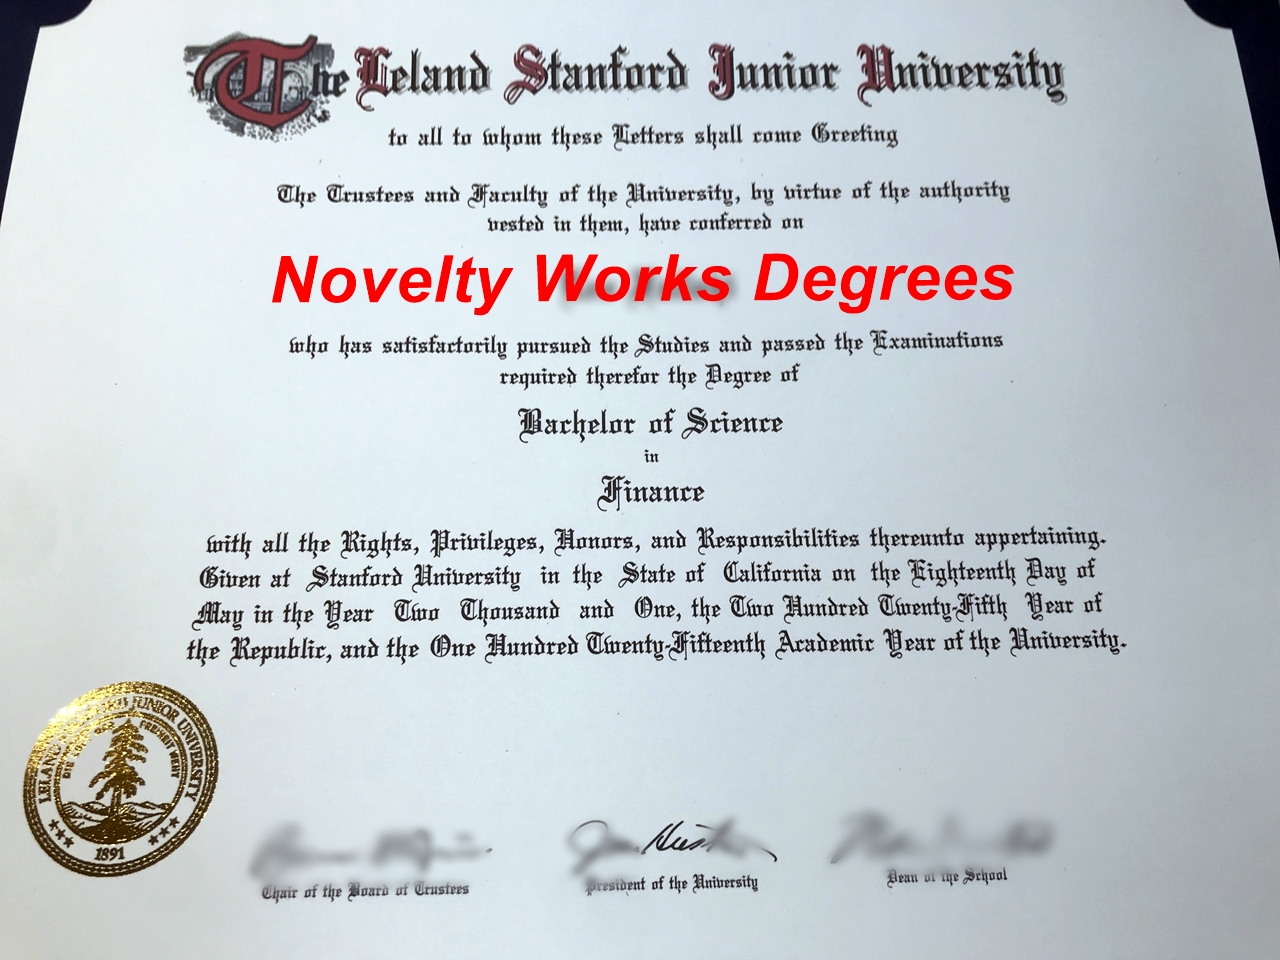 The Leland Stanford Junior University
to all to whom these Letters shall come Greeting
The Trustees and Faculty of the University, by virtue of the authority
vested in them, have conferred on
Novelty Works Degrees
who has satisfactorily pursued the Studies and passed the Examinations
required therefor the Degree of
Bachelor of Science
in
Finance
with all the Rights, Privileges, Honors, and Responsibilities thereunto appertaining.
Given at Stanford University in the State of California on the Eighteenth Day of
May in the Year Two Thousand and One, the Two Hundred Twenty-Fifth Year of
the Republic, and the One Hundred Twenty-Fifteenth Academic Year of the University.
JUNIOR UNIVERSITY
1891
Chair of the Board of Trustees
President of the University
Dean of the School